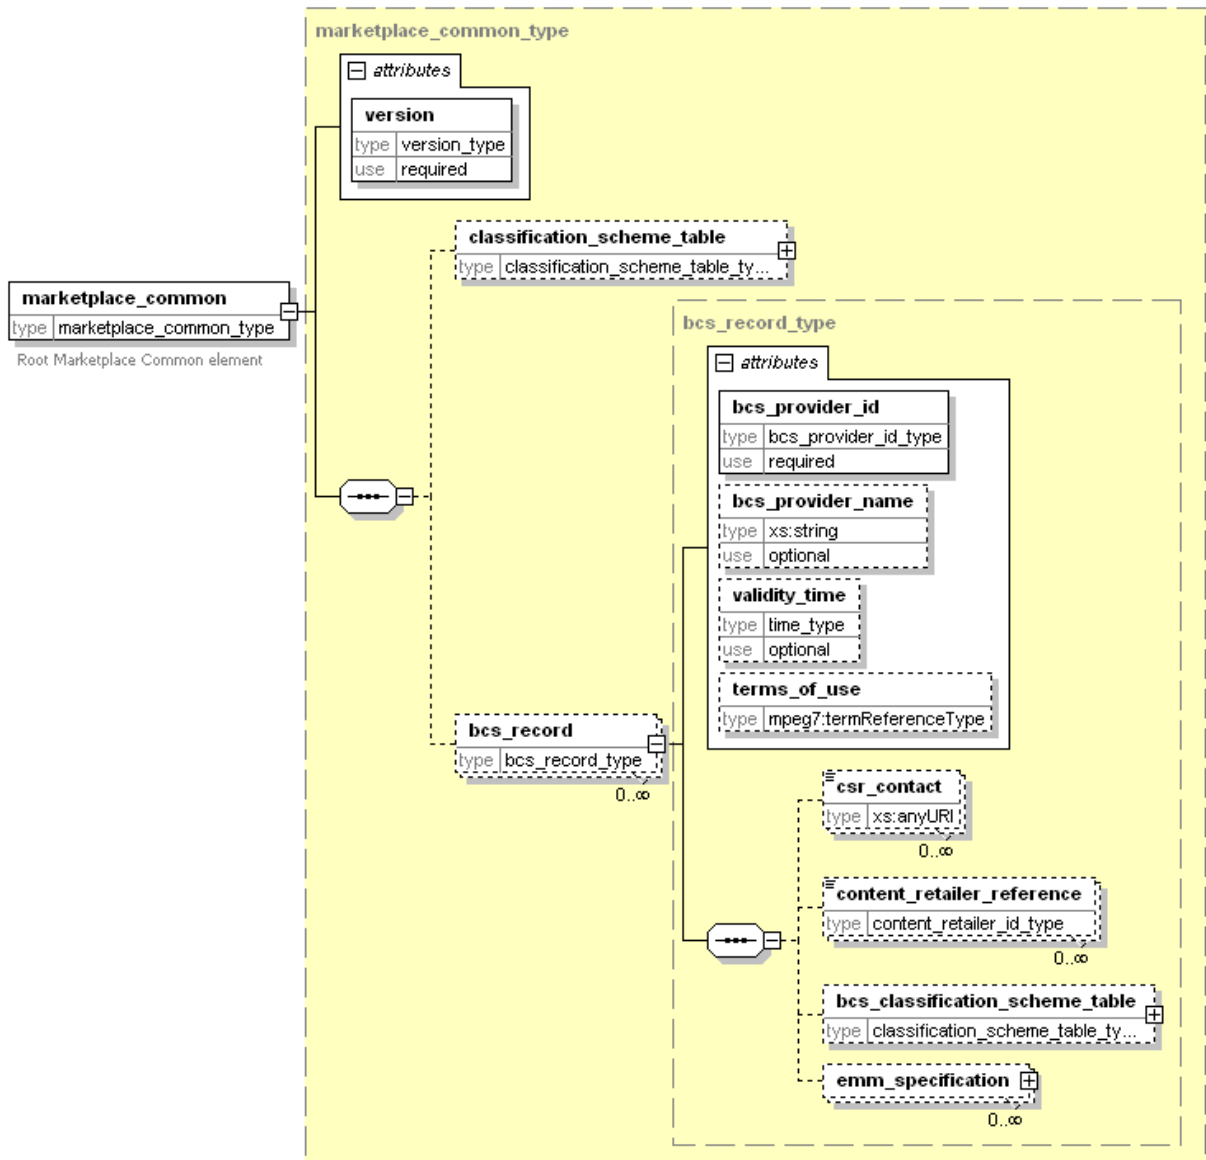 marketplace_common_type
attributes
version
type version_type
use required
classification_scheme_table
type classification_scheme_table_ty...
marketplace_common
type marketplace_common_type
Root Marketplace Common element
bcs_record_type
attributes
bcs_provider_id
type bcs_provider_id_type
use required
bcs_provider_name
type xs:string
use optional
validity_time
type time_type
use optional
terms_of_use
type mpeg7:termReferenceType
bcs_record
type bcs_record_type
0..∞
csr_contact
type xs:anyURI
0..∞
content_retailer_reference
type content_retailer_id_type
0..∞
bcs_classification_scheme_table
type classification_scheme_table_ty...
emm_specification
0..∞